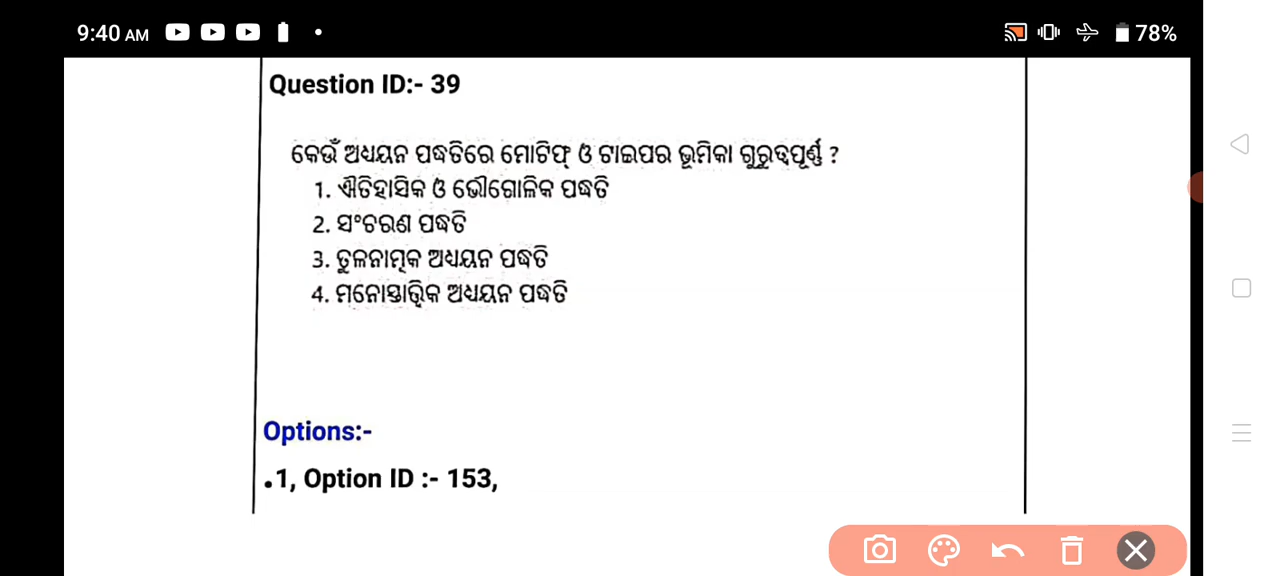 9:40 AM
78%
Question ID:- 39
କେଉଁ ଅଧ୍ୟୟନ ପଦ୍ଧତିରେ ମୋଟିଫ୍ ଓ ଟାଇପର ଭୂମିକା ଗୁରୁତ୍ୱପୂର୍ଣ୍ଣ ?
1. ଐତିହାସିକ ଓ ଭୌଗୋଳିକ ପଦ୍ଧତି
2. ସଂଚରଣ ପଦ୍ଧତି
3. ତୁଳନାତ୍ମକ ଅଧ୍ୟୟନ ପଦ୍ଧତି
4. ମନୋସ୍ତାତ୍ତ୍ୱିକ ଅଧ୍ୟୟନ ପଦ୍ଧତି
Options:-
.1, Option ID :- 153,